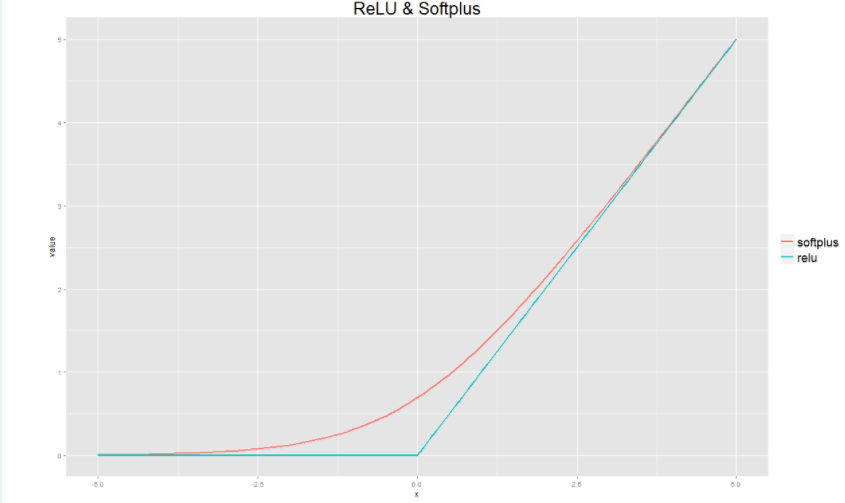 ReLU & Softplus
5
4
3
2
1
0
value
-5.0
-2.5
0.0
2.5
5.0
x
softplus
relu